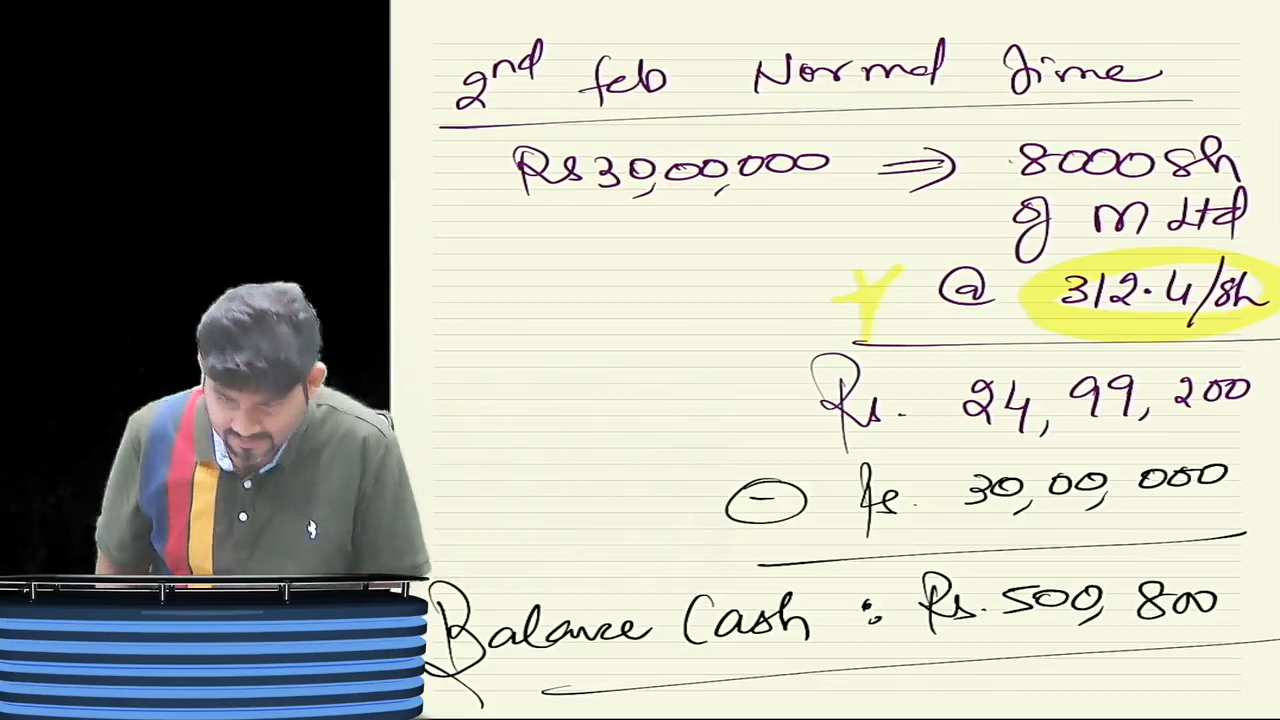 2nd feb Normal Time
Rs 30,00,000 ⇒ 8000 sh
of M Ltd
@ 312.4/sh
Rs. 24,99,200
⊖ Rs. 30,00,000
Balance Cash : Rs. 500,800